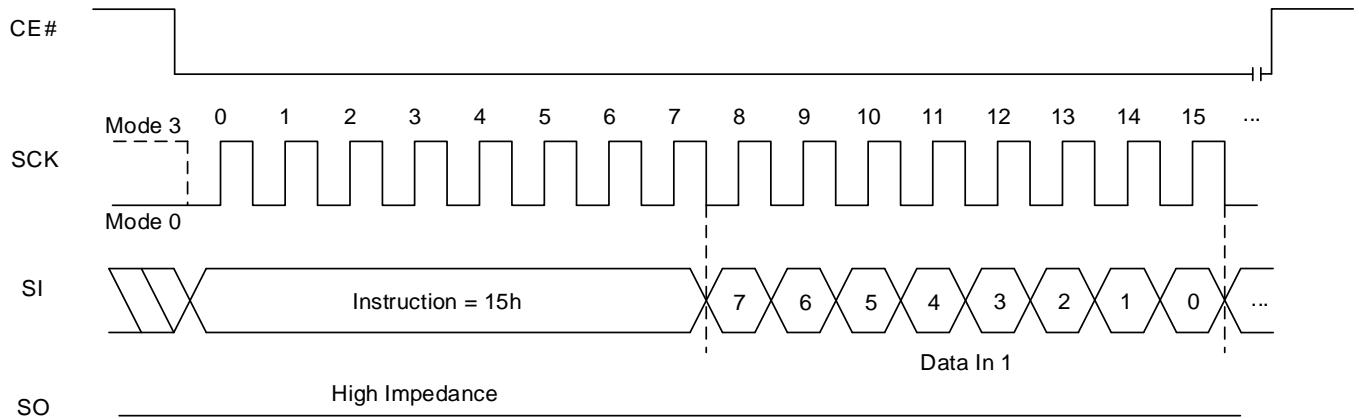 CE#
0 1 2 3 4 5 6 7 8 9 10 11 12 13 14 15 ...
Mode 3
SCK
Mode 0
SI
Instruction = 15h 7 6 5 4 3 2 1 0 ...
Data In 1
High Impedance
SO